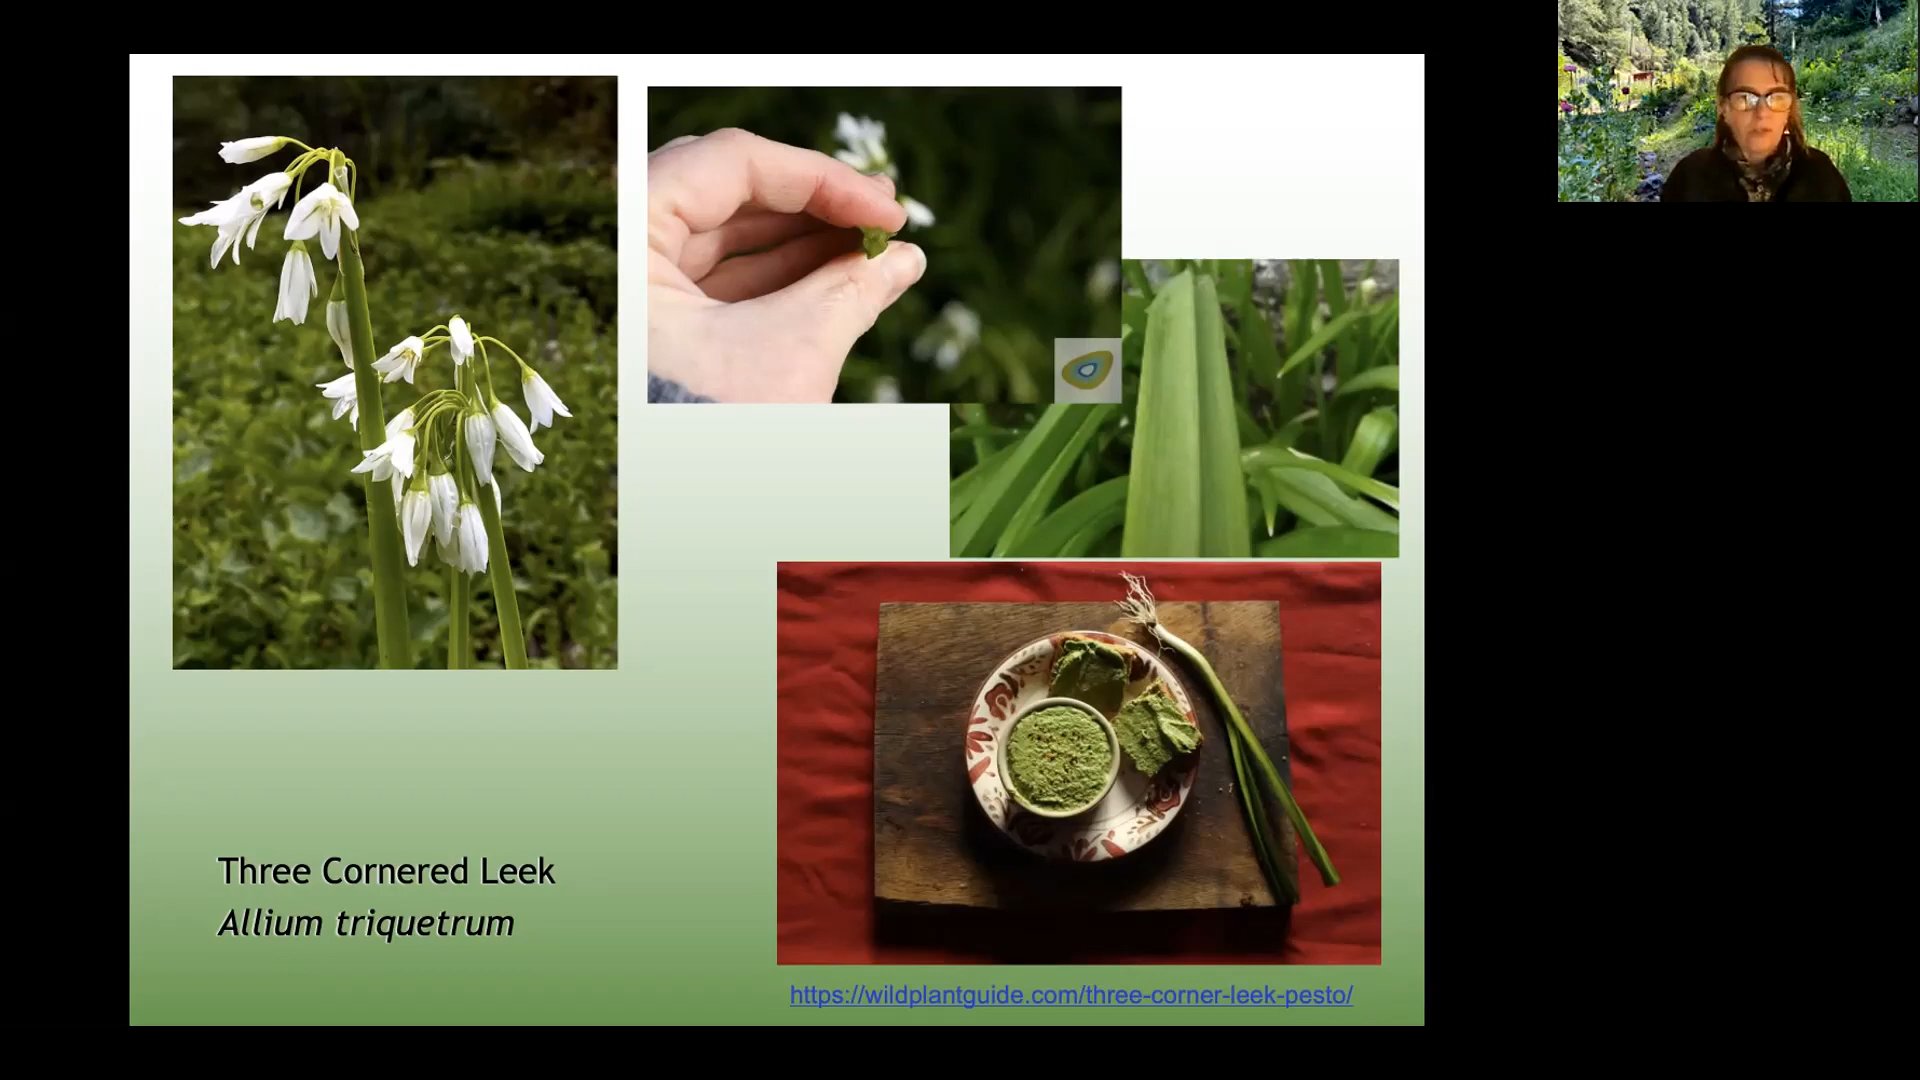 Three Cornered Leek
Allium triquetrum
https://wildplantguide.com/three-corner-leek-pesto/